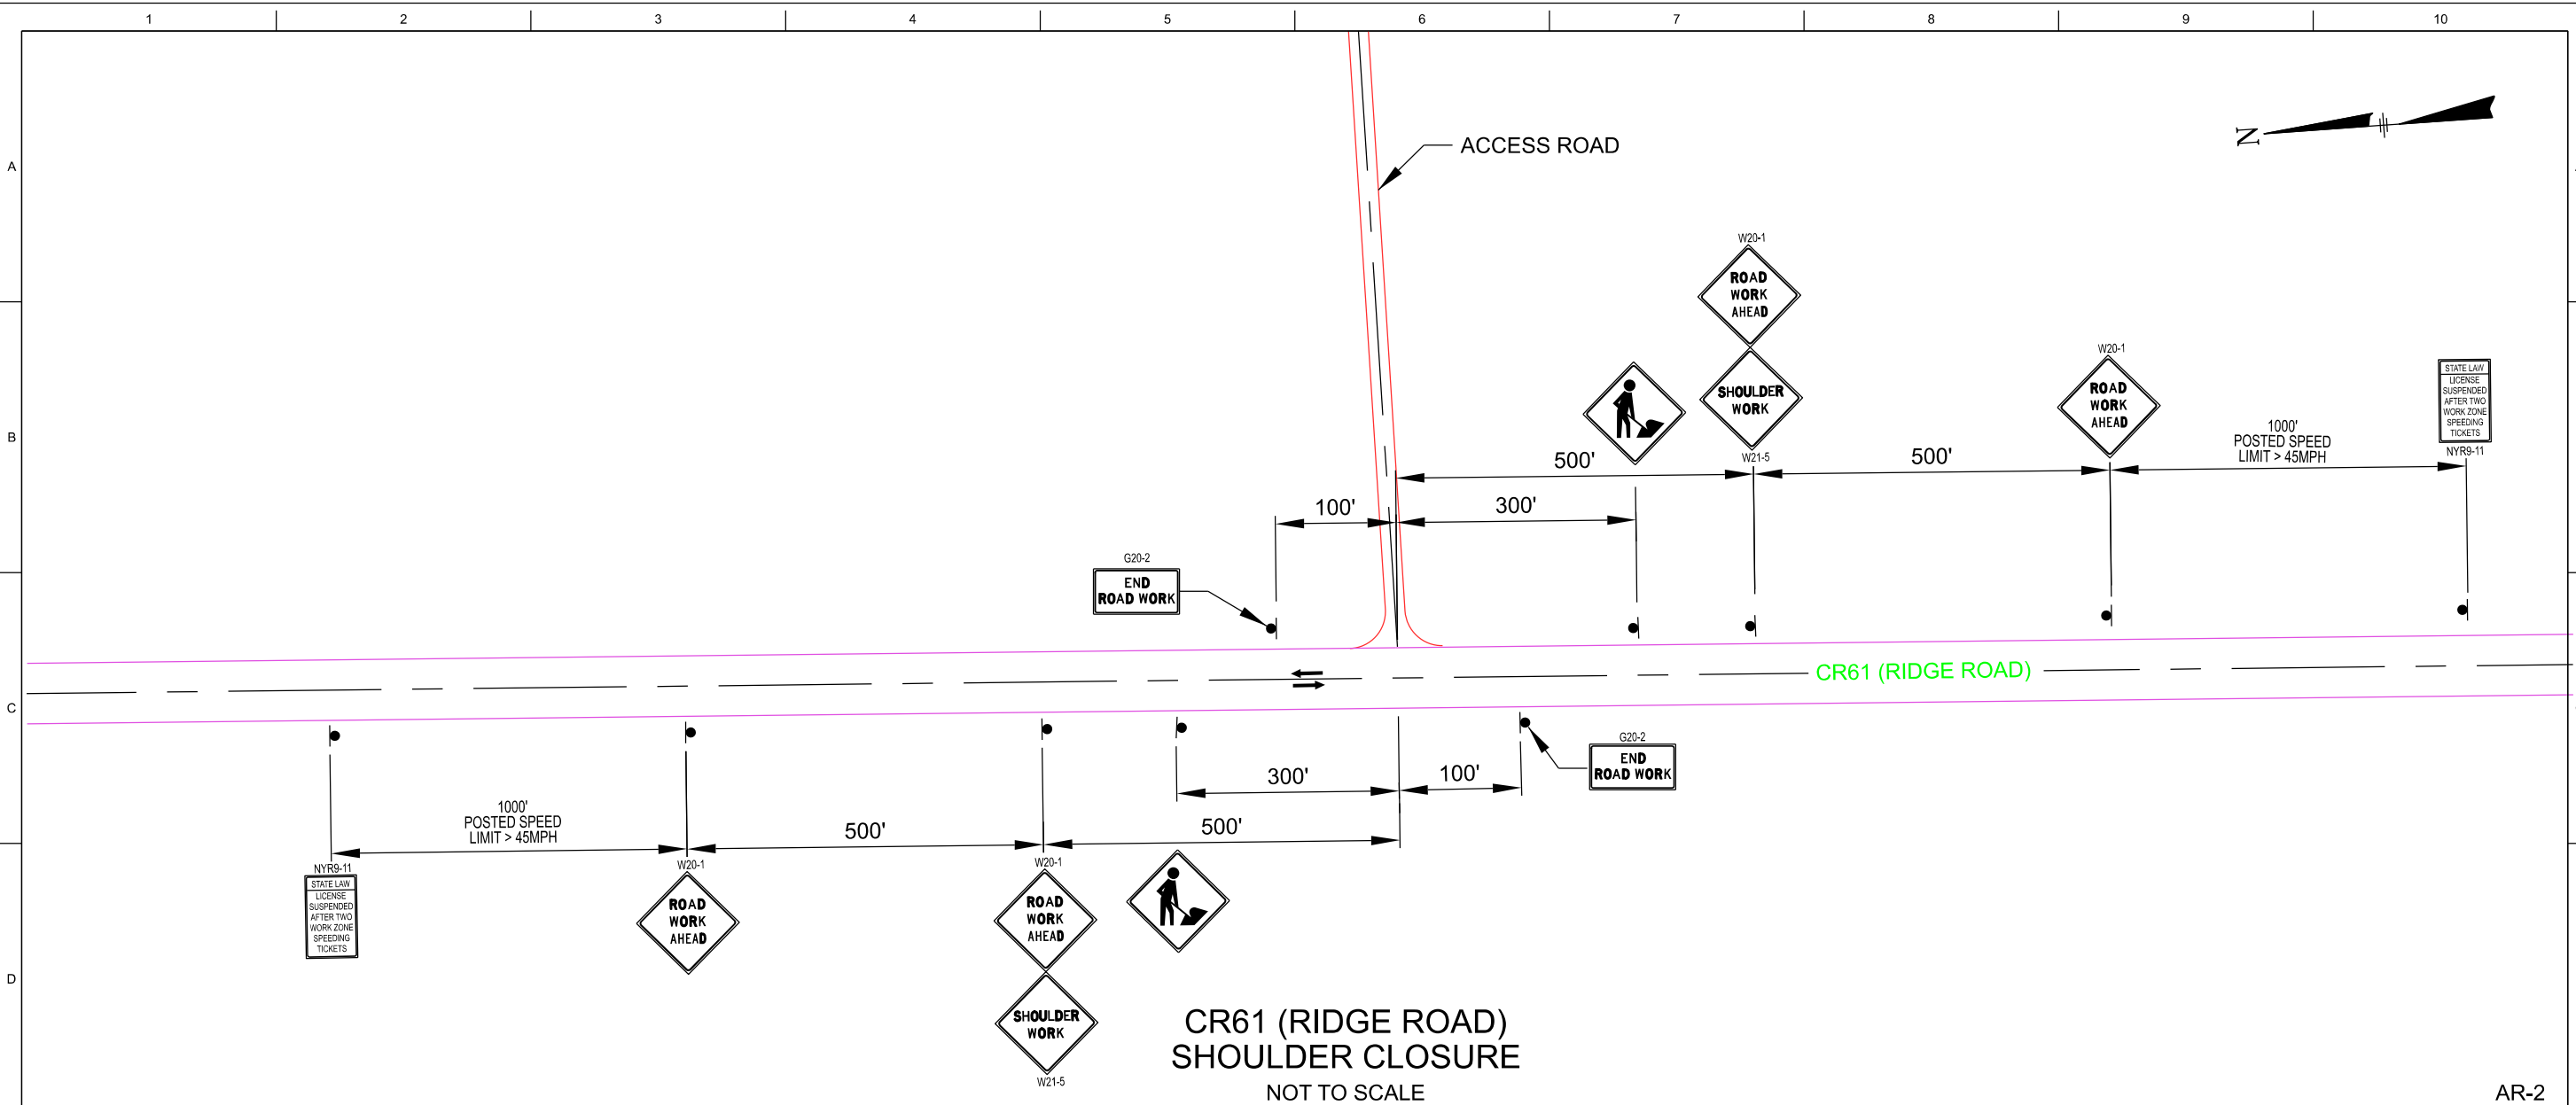 1 2 3 4 5 6 7 8 9 10
A
B
C
D
N
ACCESS ROAD
W20-1
ROAD
WORK
AHEAD
SHOULDER
WORK
W21-5
W20-1
ROAD
WORK
AHEAD
STATE LAW
LICENSE
SUSPENDED
AFTER TWO
WORK ZONE
SPEEDING
TICKETS
NYR9-11
500'
500'
1000'
POSTED SPEED
LIMIT > 45MPH
100'
300'
G20-2
END
ROAD WORK
CR61 (RIDGE ROAD)
G20-2
END
ROAD WORK
300'
100'
1000'
POSTED SPEED
LIMIT > 45MPH
500'
500'
NYR9-11
STATE LAW
LICENSE
SUSPENDED
AFTER TWO
WORK ZONE
SPEEDING
TICKETS
W20-1
ROAD
WORK
AHEAD
W20-1
ROAD
WORK
AHEAD
SHOULDER
WORK
W21-5
CR61 (RIDGE ROAD)
SHOULDER CLOSURE
NOT TO SCALE
AR-2